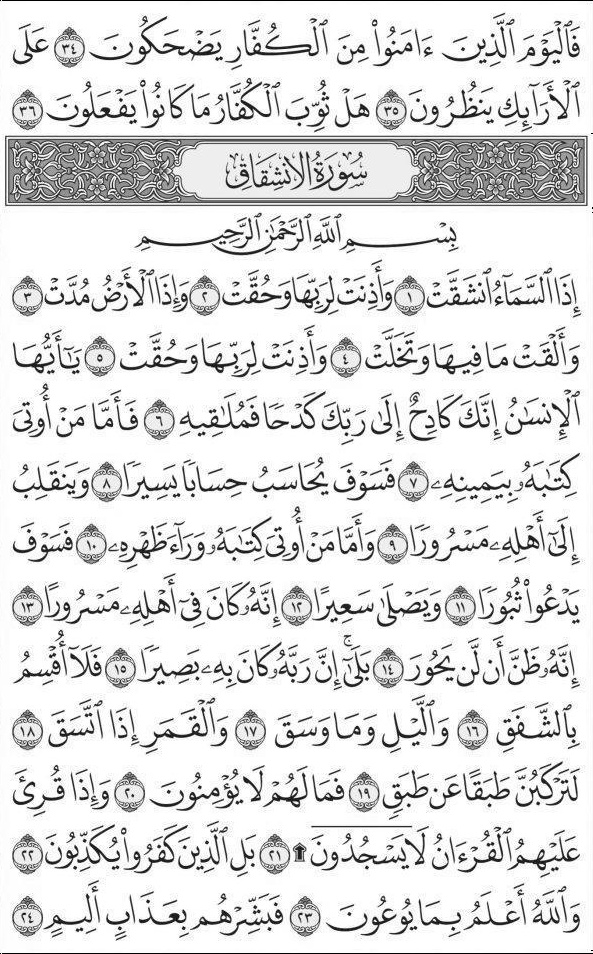 فَٱلۡيَوۡمَ ٱلَّذِينَ ءَامَنُواْ مِنَ ٱلۡكُفَّارِ يَضۡحَكُونَ ٣٤ عَلَى
ٱلۡأَرَآئِكِ يَنظُرُونَ ٣٥ هَلۡ ثُوِّبَ ٱلۡكُفَّارُ مَا كَانُواْ يَفۡعَلُونَ ٣٦
سُورَةُ الانشِقَاقِ
بِسۡمِ ٱللَّهِ ٱلرَّحۡمَٰنِ ٱلرَّحِيمِ
إِذَا ٱلسَّمَآءُ ٱنشَقَّتۡ ١ وَأَذِنَتۡ لِرَبِّهَا وَحُقَّتۡ ٢ وَإِذَا ٱلۡأَرۡضُ مُدَّتۡ ٣
وَأَلۡقَتۡ مَا فِيهَا وَتَخَلَّتۡ ٤ وَأَذِنَتۡ لِرَبِّهَا وَحُقَّتۡ ٥ يَٰٓأَيُّهَا
ٱلۡإِنسَٰنُ إِنَّكَ كَادِحٌ إِلَىٰ رَبِّكَ كَدۡحٗا فَمُلَٰقِيهِ ٦ فَأَمَّا مَنۡ أُوتِيَ
كِتَٰبَهُۥ بِيَمِينِهِۦ ٧ فَسَوۡفَ يُحَاسَبُ حِسَابٗا يَسِيرٗا ٨ وَيَنقَلِبُ
إِلَىٰٓ أَهۡلِهِۦ مَسۡرُورٗا ٩ وَأَمَّا مَنۡ أُوتِيَ كِتَٰبَهُۥ وَرَآءَ ظَهۡرِهِۦ ١٠ فَسَوۡفَ
يَدۡعُواْ ثُبُورٗا ١١ وَيَصۡلَىٰ سَعِيرًا ١٢ إِنَّهُۥ كَانَ فِيٓ أَهۡلِهِۦ مَسۡرُورًا ١٣
إِنَّهُۥ ظَنَّ أَن لَّن يَحُورَ ١٤ بَلَىٰٓۚ إِنَّ رَبَّهُۥ كَانَ بِهِۦ بَصِيرٗا ١٥ فَلَآ أُقۡسِمُ
بِٱلشَّفَقِ ١٦ وَٱلَّيۡلِ وَمَا وَسَقَ ١٧ وَٱلۡقَمَرِ إِذَا ٱتَّسَقَ ١٨
لَتَرۡكَبُنَّ طَبَقًا عَن طَبَقٖ ١٩ فَمَا لَهُمۡ لَا يُؤۡمِنُونَ ٢٠ وَإِذَا قُرِئَ
عَلَيۡهِمُ ٱلۡقُرۡءَانُ لَا يَسۡجُدُونَۤ ۩ ٢١ بَلِ ٱلَّذِينَ كَفَرُواْ يُكَذِّبُونَ ٢٢
وَٱللَّهُ أَعۡلَمُ بِمَا يُوعُونَ ٢٣ فَبَشِّرۡهُم بِعَذَابٍ أَلِيمٍ ٢٤